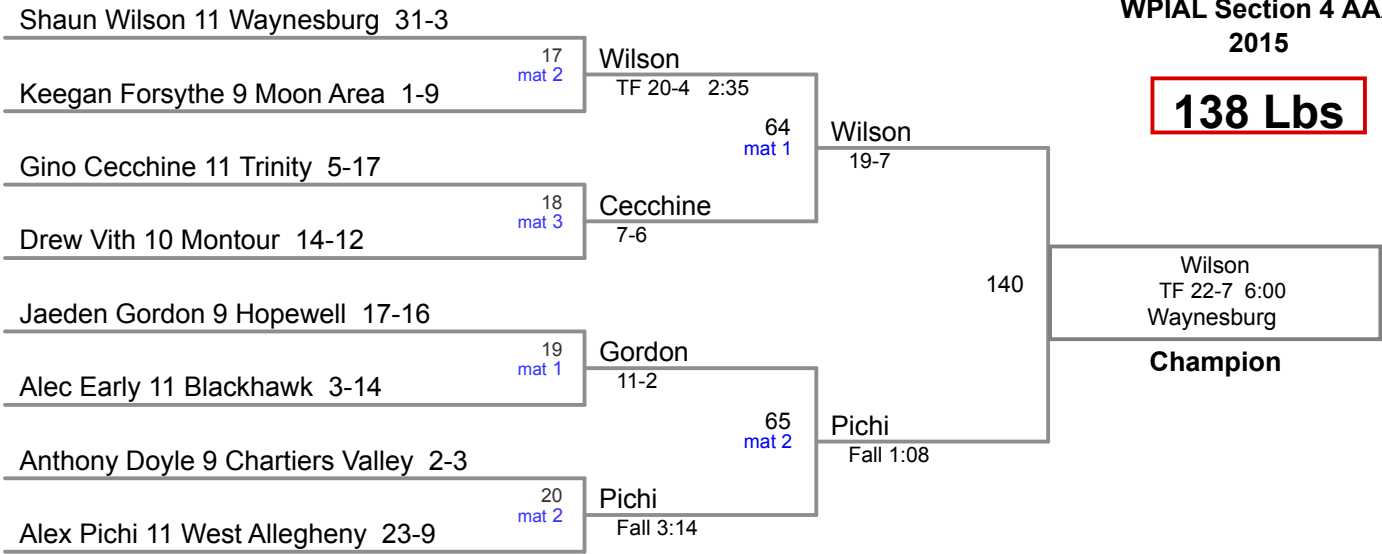 Shaun Wilson 11 Waynesburg 31-3
17
mat 2
Keegan Forsythe 9 Moon Area 1-9
Wilson
TF 20-4 2:35
Gino Cecchine 11 Trinity 5-17
18
mat 3
Drew Vith 10 Montour 14-12
Cecchine
7-6
64
mat 1
Wilson
19-7
Jaeden Gordon 9 Hopewell 17-16
19
mat 1
Alec Early 11 Blackhawk 3-14
Gordon
11-2
Anthony Doyle 9 Chartiers Valley 2-3
20
mat 2
Alex Pichi 11 West Allegheny 23-9
Pichi
Fall 3:14
65
mat 2
Pichi
Fall 1:08
140
Wilson
TF 22-7 6:00
Waynesburg
Champion
WPIAL Section 4 AA
2015
138 Lbs